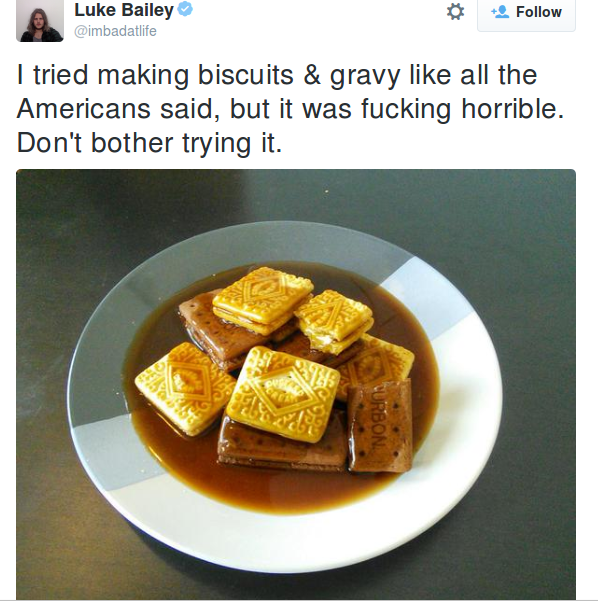 Luke Bailey
Follow
@imbadatlife
I tried making biscuits & gravy like all the
Americans said, but it was fucking horrible.
Don't bother trying it.
URBON